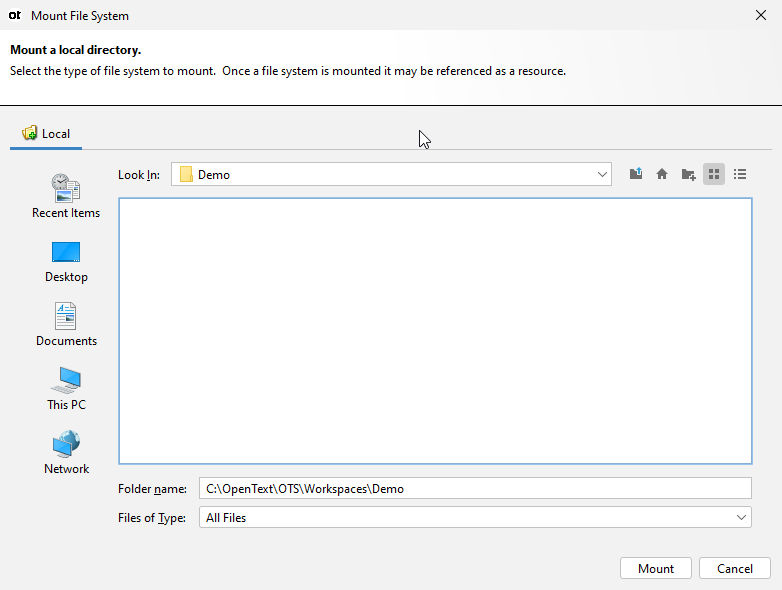 ot Mount File System
Mount a local directory.
Select the type of file system to mount. Once a file system is mounted it may be referenced as a resource.
Local
Look In: Demo
Recent Items
Desktop
Documents
This PC
Network
Folder name: C:\OpenText\OTS\Workspaces\Demo
Files of Type: All Files
Mount Cancel